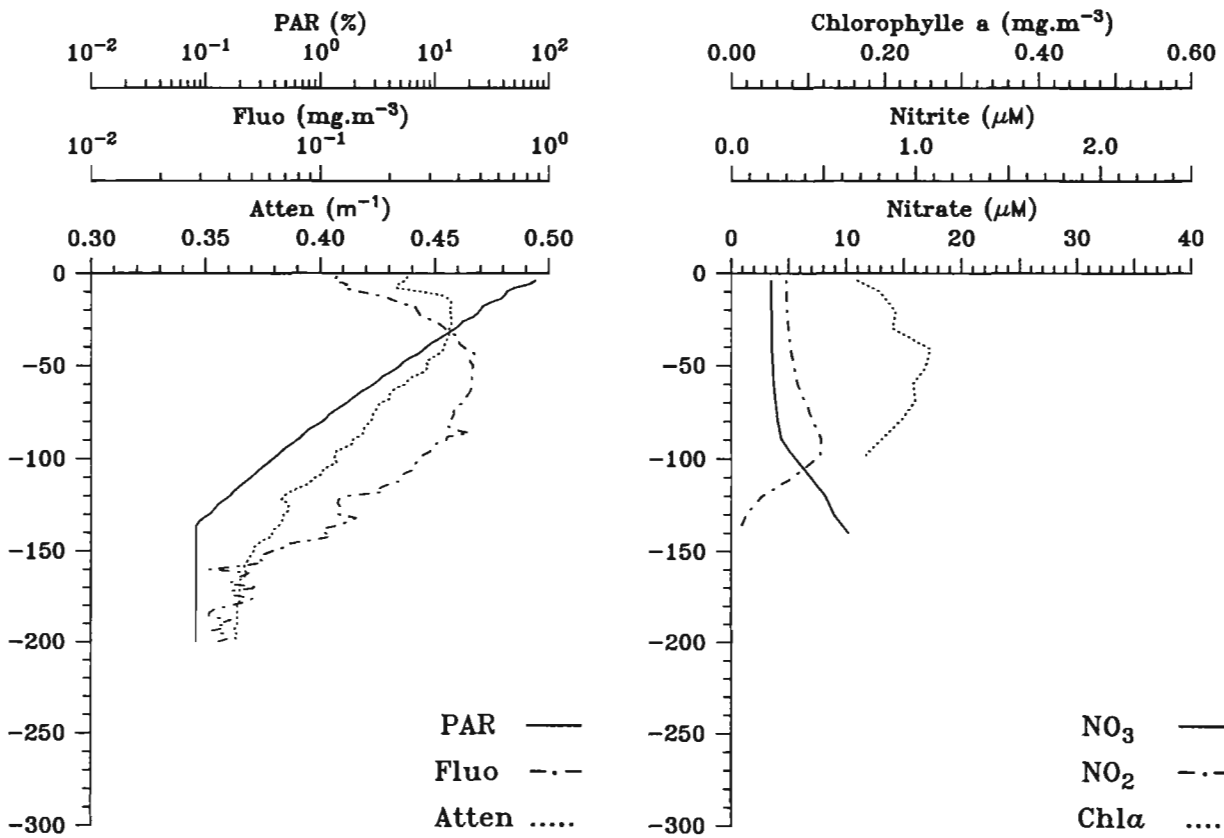 PAR (%)
10⁻² 10⁻¹ 10⁰ 10¹ 10²
Fluo (mg.m⁻³)
10⁻² 10⁻¹ 10⁰
Atten (m⁻¹)
0.30 0.35 0.40 0.45 0.50
0
−50
−100
−150
−200
−250
−300
PAR
Fluo
Atten
Chlorophylle a (mg.m⁻³)
0.00 0.20 0.40 0.60
Nitrite (μM)
0.0 1.0 2.0
Nitrate (μM)
0 10 20 30 40
0
−50
−100
−150
−200
−250
−300
NO₃
NO₂
Chla